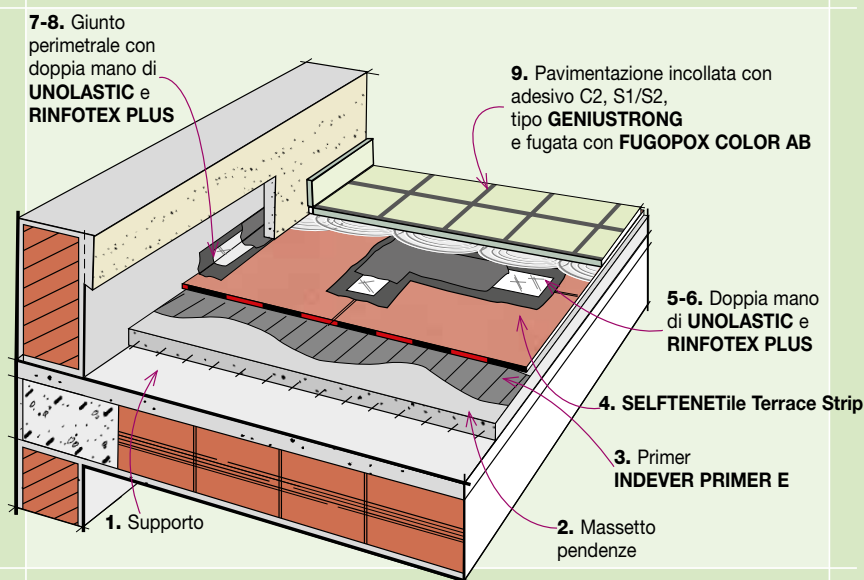 7-8. Giunto
perimetrale con
doppia mano di
UNOLASTIC e
RINFOTEX PLUS
9. Pavimentazione incollata con
adesivo C2, S1/S2,
tipo GENIUSTRONG
e fugata con FUGOPOX COLOR AB
5-6. Doppia mano
di UNOLASTIC e
RINFOTEX PLUS
4. SELFTENETile Terrace Strip
3. Primer
INDEVER PRIMER E
2. Massetto
pendenze
1. Supporto